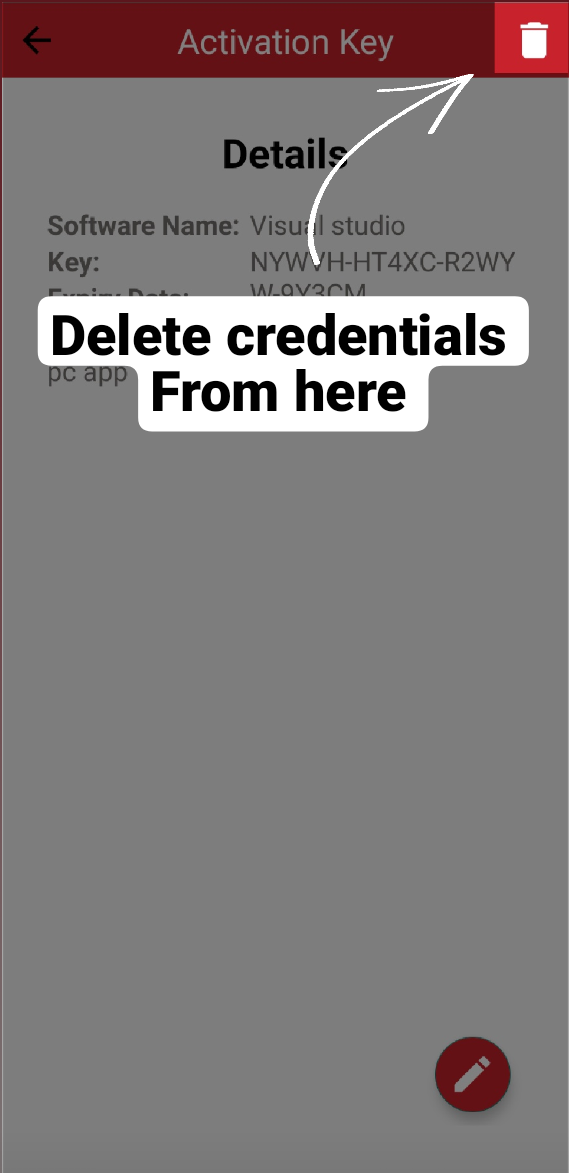 Activation Key
Details
Software Name: Visual studio
Key: NYWVH-HT4XC-R2WY
Expiry Date: W-9Y3CM
Delete credentials
pc app
From here